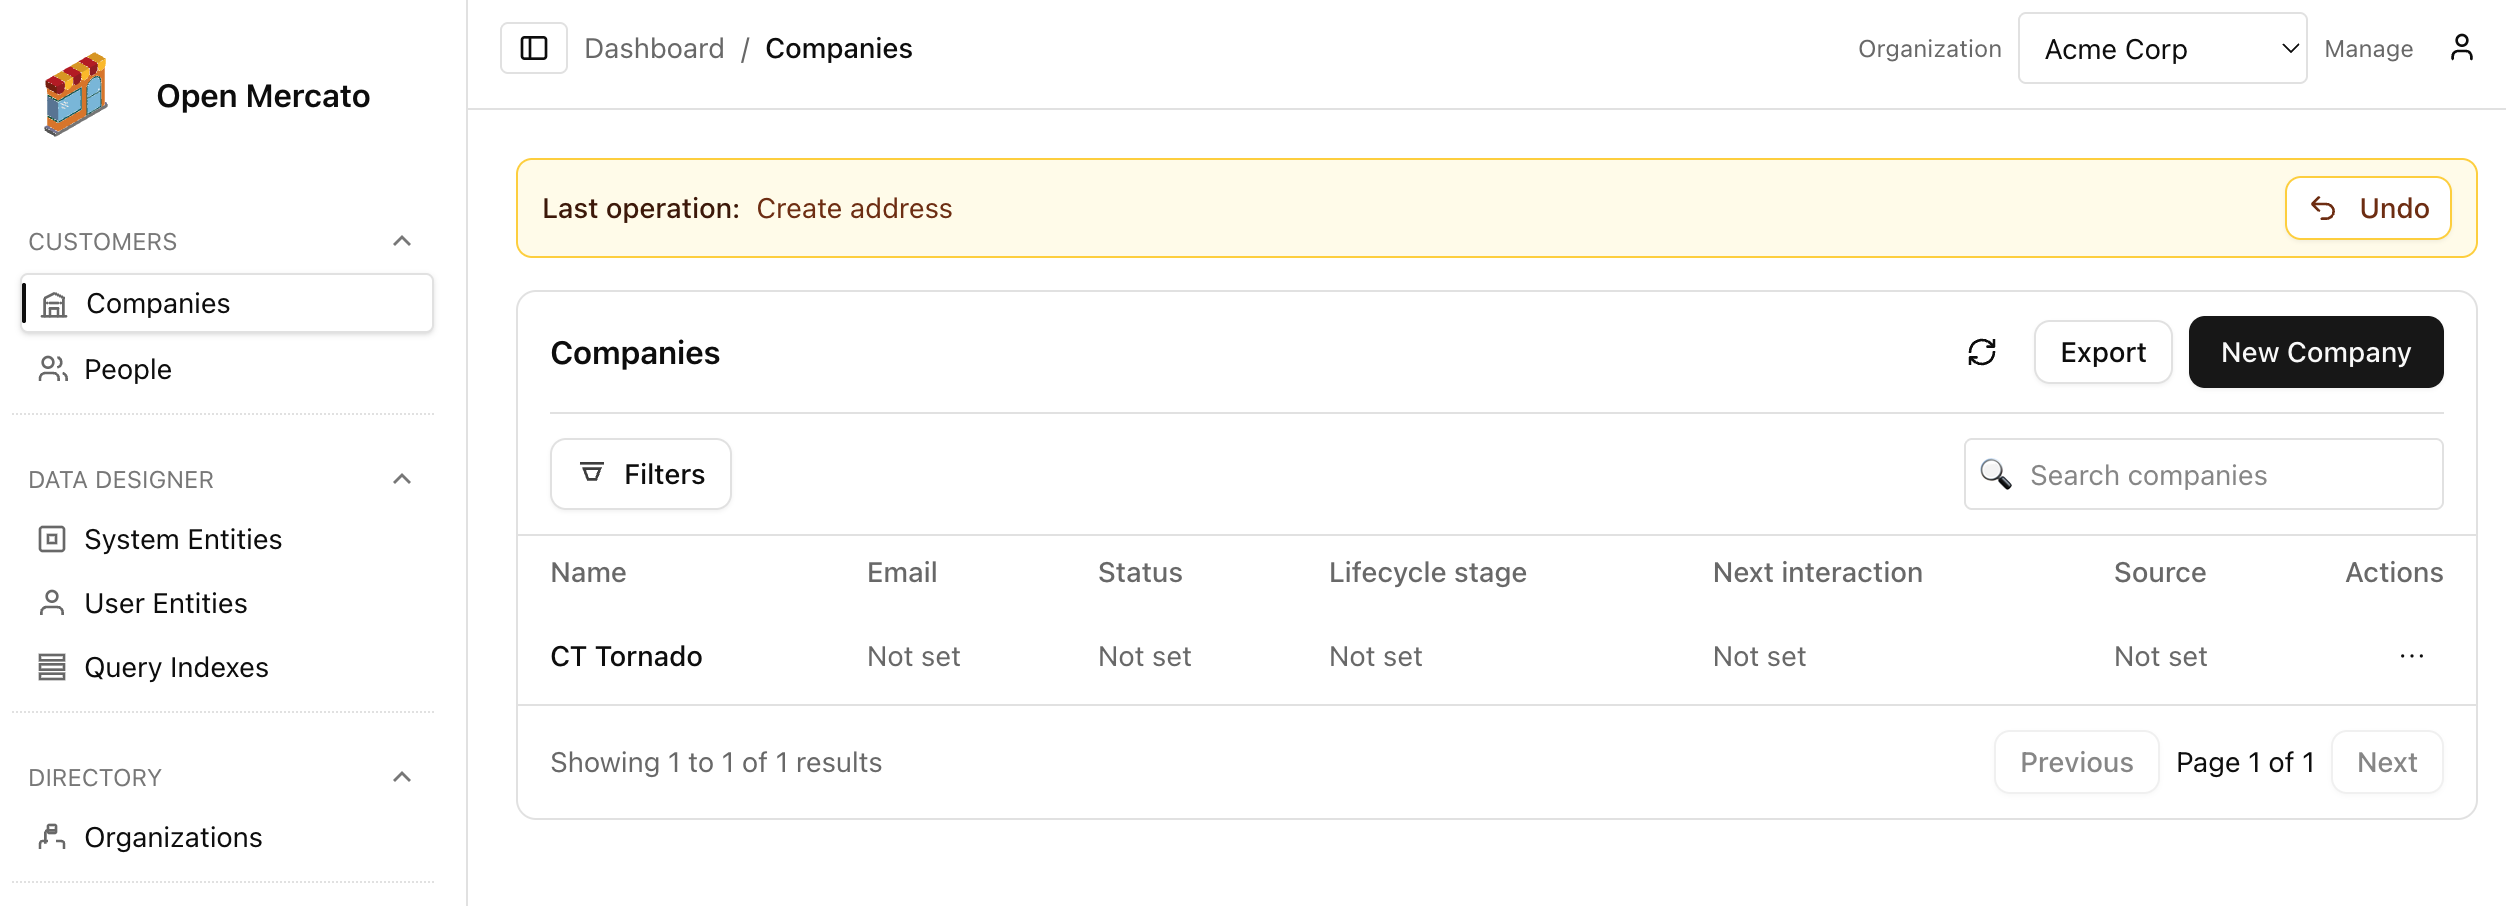 Open Mercato
CUSTOMERS
Companies
People
DATA DESIGNER
System Entities
User Entities
Query Indexes
DIRECTORY
Organizations
Dashboard / Companies
Organization Acme Corp Manage
Last operation: Create address Undo
Companies Export New Company
Filters Search companies
Name Email Status Lifecycle stage Next interaction Source Actions
CT Tornado Not set Not set Not set Not set Not set ...
Showing 1 to 1 of 1 results Previous Page 1 of 1 Next